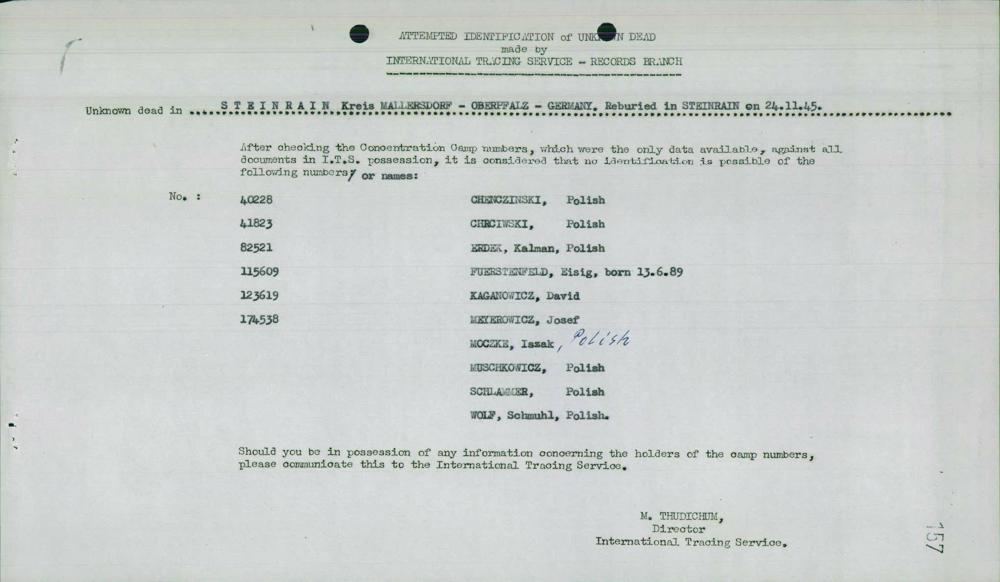 ATTEMPTED IDENTIFICATION of UNKNOWN DEAD
made by
INTERNATIONAL TRACING SERVICE - RECORDS BRANCH
Unknown dead in .... S T E I N R A I N Kreis MALLERSDORF - OBERPFALZ - GERMANY. Reburied in STEINRAIN on 24.11.45.
After checking the Concentration Camp numbers, which were the only data available, against all
documents in I.T.S. possession, it is considered that no identification is possible of the
following numbers/ or names:
No. : 40228 CHENCZINSKI, Polish
41823 CHRCIWSKI, Polish
82521 ERDEK, Kalman, Polish
115609 FUERSTENFELD, Eisig, born 13.6.89
123619 KAGANOWICZ, David
174538 MEYEROWICZ, Josef
MOCZKE, Iszak, Polish
MUSCHKOWICZ, Polish
SCHLAMMER, Polish
WOLF, Schmuhl, Polish.
Should you be in possession of any information concerning the holders of the camp numbers,
please communicate this to the International Tracing Service.
M. THUDICHUM,
Director
International Tracing Service.
157